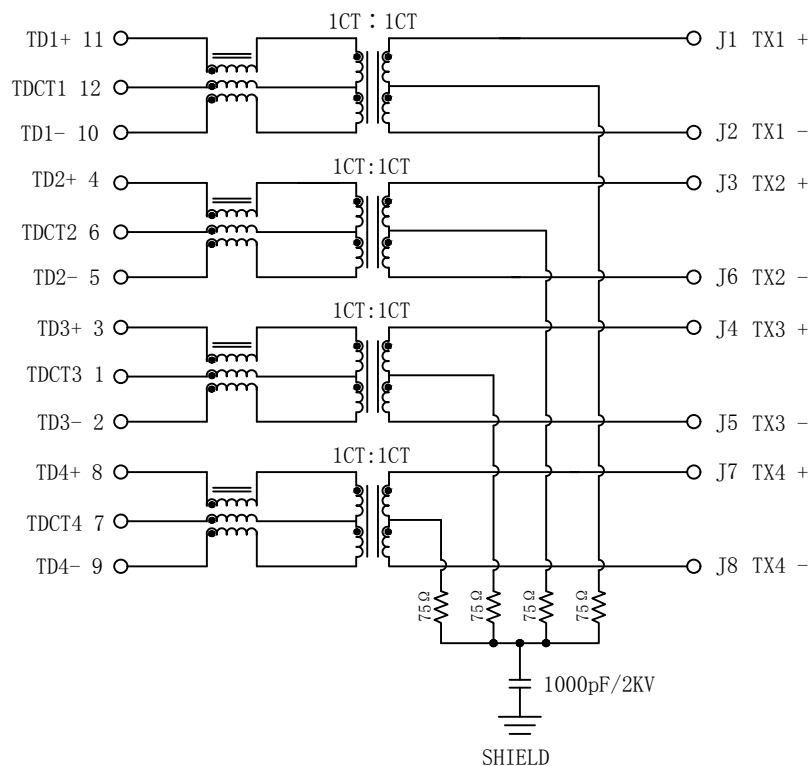 1CT : 1CT
TD1+ 11
J1 TX1 +
TDCT1 12
TD1- 10
J2 TX1 -
1CT:1CT
TD2+ 4
J3 TX2 +
TDCT2 6
TD2- 5
J6 TX2 -
1CT:1CT
TD3+ 3
J4 TX3 +
TDCT3 1
TD3- 2
J5 TX3 -
1CT:1CT
TD4+ 8
J7 TX4 +
TDCT4 7
TD4- 9
J8 TX4 -
75Ω
75Ω
75Ω
75Ω
1000pF/2KV
SHIELD